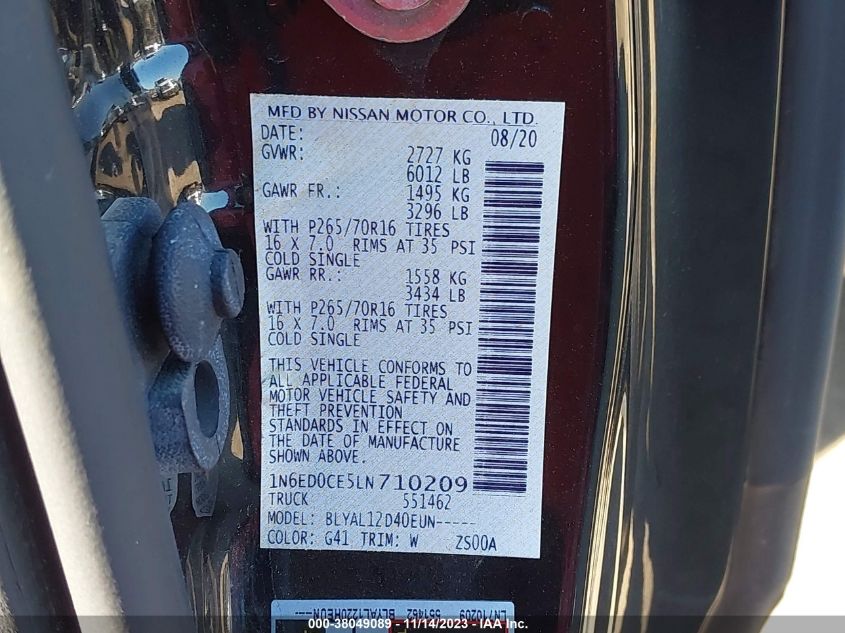 MFD BY NISSAN MOTOR CO., LTD.
DATE: 08/20
GVWR: 2727 KG
6012 LB
GAWR FR.: 1495 KG
3296 LB
WITH P265/70R16 TIRES
16 X 7.0" RIMS AT 35 PSI
COLD SINGLE
GAWR RR.: 1558 KG
3434 LB
WITH P265/70R16 TIRES
16 X 7.0" RIMS AT 35 PSI
COLD SINGLE
THIS VEHICLE CONFORMS TO
ALL APPLICABLE FEDERAL
MOTOR VEHICLE SAFETY AND
THEFT PREVENTION
STANDARDS IN EFFECT ON
THE DATE OF MANUFACTURE
SHOWN ABOVE.
1N6ED0CE5LN710209
TRUCK 551462
MODEL: BLYAL12D40EUN-----
COLOR: G41 TRIM: W ZS00A
LN710209 551462
000-38049089 - 11/14/2023 - IAA Inc.